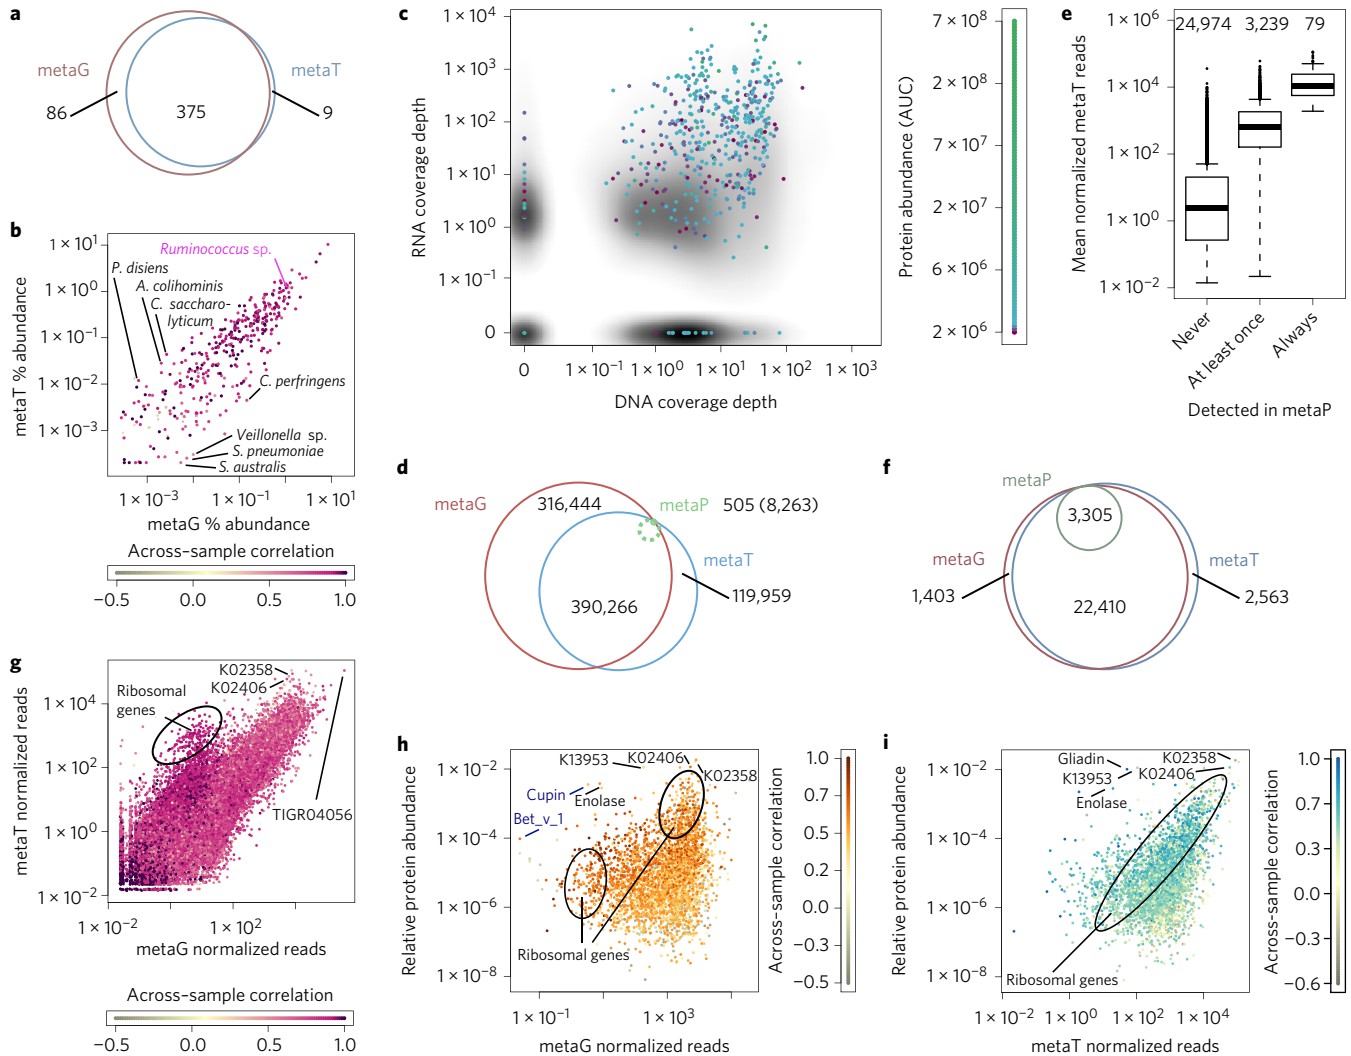 a
metaG
metaT
86
375
9
b
1 × 10¹
1 × 10⁰
1 × 10⁻¹
1 × 10⁻²
1 × 10⁻³
metaT % abundance
Ruminococcus sp.
P. disiens
A. colihominis
C. saccharo-
lyticum
C. perfringens
Veillonella sp.
S. pneumoniae
S. australis
1 × 10⁻³
1 × 10⁻¹
1 × 10¹
metaG % abundance
Across–sample correlation
−0.5
0.0
0.5
1.0
c
1 × 10⁴
1 × 10³
1 × 10²
1 × 10¹
1 × 10⁰
1 × 10⁻¹
0
RNA coverage depth
0
1 × 10⁻¹
1 × 10⁰
1 × 10¹
1 × 10²
1 × 10³
DNA coverage depth
Protein abundance (AUC)
7 × 10⁸
2 × 10⁸
7 × 10⁷
2 × 10⁷
6 × 10⁶
2 × 10⁶
e
1 × 10⁶
1 × 10⁴
1 × 10²
1 × 10⁰
1 × 10⁻²
Mean normalized metaT reads
24,974
3,239
79
Never
At least once
Always
Detected in metaP
d
metaG
316,444
metaP
505 (8,263)
metaT
390,266
119,959
f
metaP
3,305
metaG
metaT
1,403
22,410
2,563
g
1 × 10⁴
1 × 10²
1 × 10⁰
1 × 10⁻²
metaT normalized reads
K02358
K02406
Ribosomal
genes
TIGR04056
1 × 10⁻²
1 × 10²
metaG normalized reads
Across–sample correlation
−0.5
0.0
0.5
1.0
h
1 × 10⁻²
1 × 10⁻⁴
1 × 10⁻⁶
1 × 10⁻⁸
Relative protein abundance
K13953
K02406
K02358
Cupin
Enolase
Bet_v_1
Ribosomal genes
1 × 10⁻¹
1 × 10³
metaG normalized reads
Across–sample correlation
1.0
0.7
0.5
0.2
0.0
−0.3
−0.5
i
1 × 10⁻²
1 × 10⁻⁴
1 × 10⁻⁶
1 × 10⁻⁸
Relative protein abundance
Gliadin
K02358
K13953
K02406
Enolase
Ribosomal genes
1 × 10⁻²
1 × 10⁰
1 × 10²
1 × 10⁴
metaT normalized reads
Across–sample correlation
1.0
0.7
0.3
0.0
−0.3
−0.6